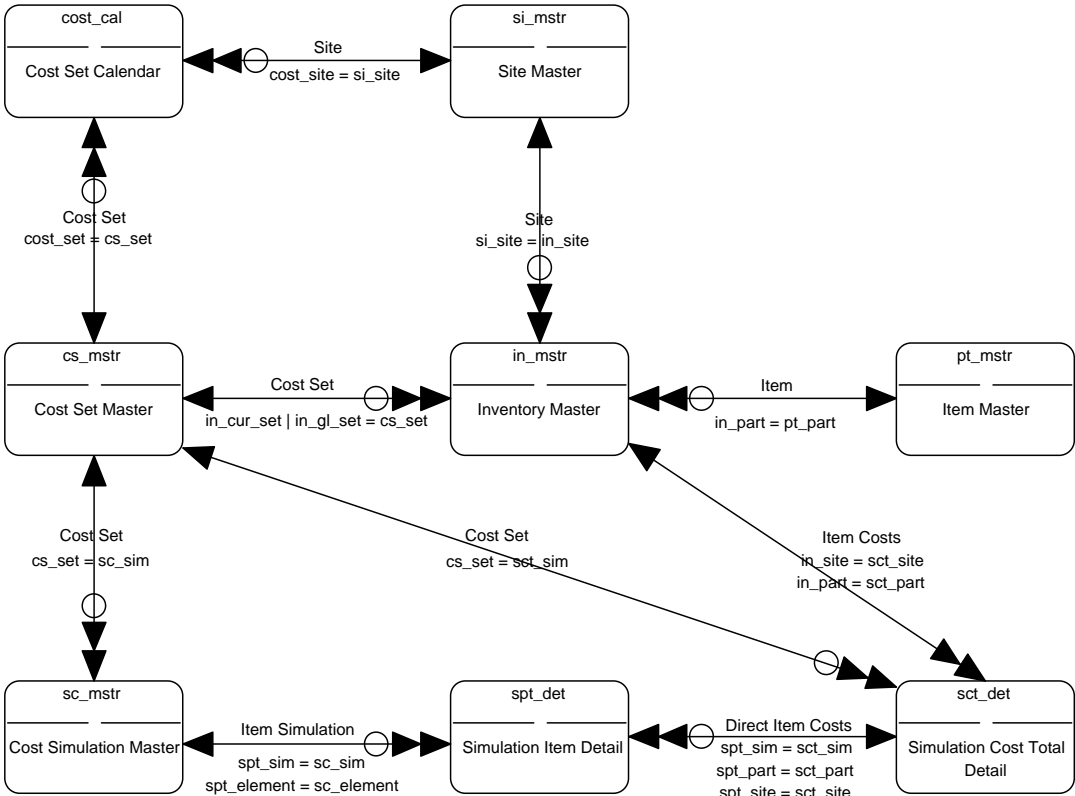 cost_cal
Cost Set Calendar
Site
cost_site = si_site
si_mstr
Site Master
Cost Set
cost_set = cs_set
Site
si_site = in_site
cs_mstr
Cost Set Master
Cost Set
in_cur_set | in_gl_set = cs_set
in_mstr
Inventory Master
Item
in_part = pt_part
pt_mstr
Item Master
Cost Set
cs_set = sc_sim
Cost Set
cs_set = sct_sim
Item Costs
in_site = sct_site
in_part = sct_part
sc_mstr
Cost Simulation Master
Item Simulation
spt_sim = sc_sim
spt_element = sc_element
spt_det
Simulation Item Detail
Direct Item Costs
spt_sim = sct_sim
spt_part = sct_part
spt_site = sct_site
sct_det
Simulation Cost Total
Detail